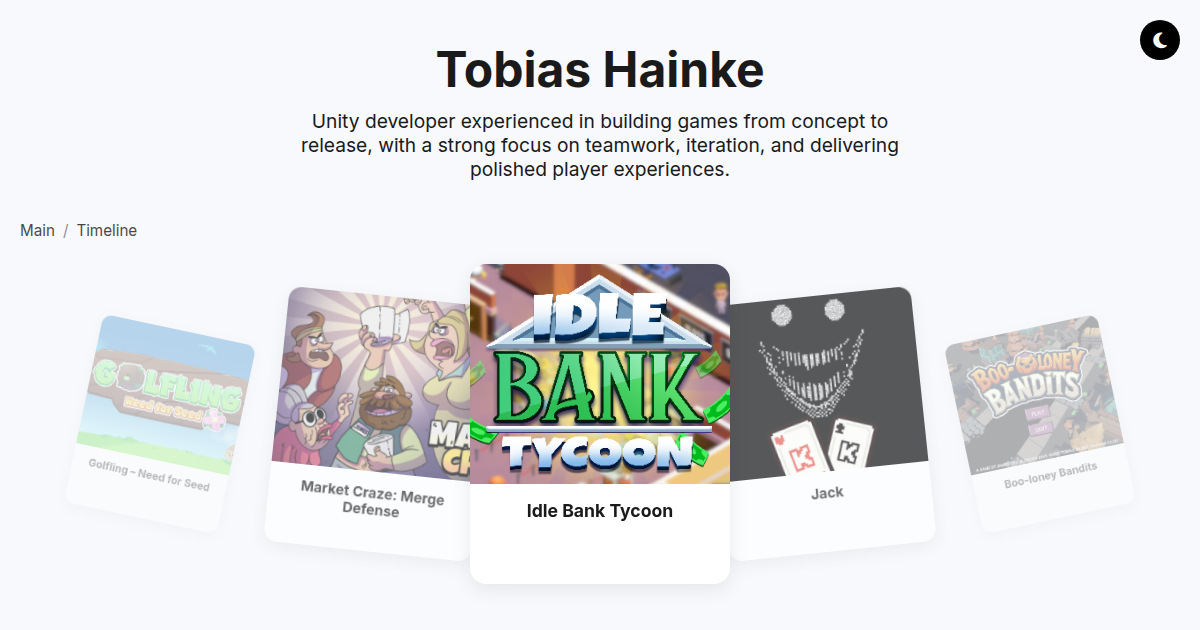 Tobias Hainke
Unity developer experienced in building games from concept to
release, with a strong focus on teamwork, iteration, and delivering
polished player experiences.
Main / Timeline
GOLFLING
Need for Seed
Golfling – Need for Seed
MA
CR
Market Craze: Merge
Defense
IDLE
BANK
TYCOON
Idle Bank Tycoon
K
K
Jack
BOO-LONEY
BANDITS
PLAY
Boo-loney Bandits